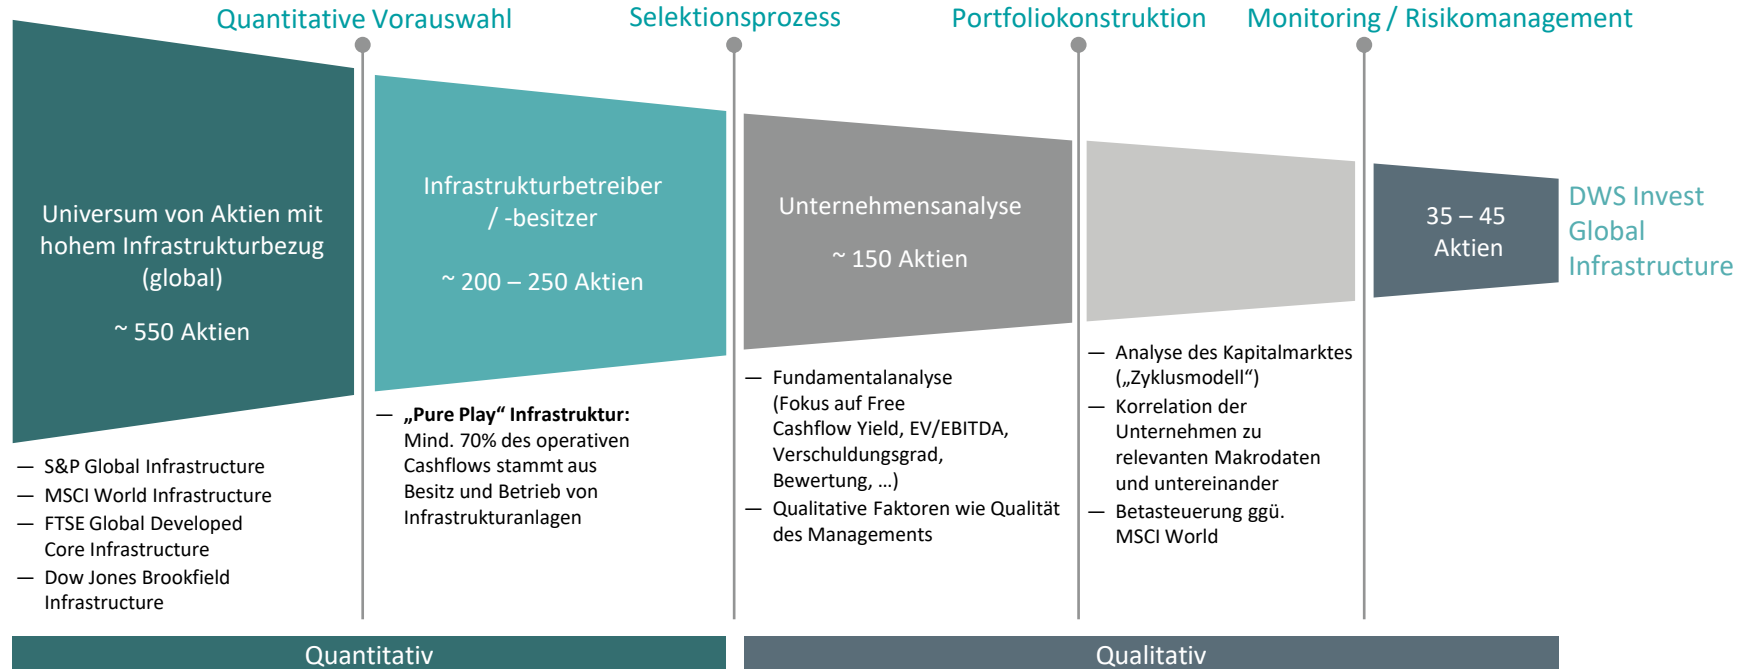 Quantitative Vorauswahl
Selektionsprozess
Portfoliokonstruktion
Monitoring / Risikomanagement
Universum von Aktien mit
hohem Infrastrukturbezug
(global)
~ 550 Aktien
Infrastrukturbetreiber
/ -besitzer
~ 200 – 250 Aktien
Unternehmensanalyse
~ 150 Aktien
35 – 45
Aktien
DWS Invest
Global
Infrastructure
— S&P Global Infrastructure
— MSCI World Infrastructure
— FTSE Global Developed
Core Infrastructure
— Dow Jones Brookfield
Infrastructure
— „Pure Play“ Infrastruktur:
Mind. 70% des operativen
Cashflows stammt aus
Besitz und Betrieb von
Infrastrukturanlagen
— Fundamentalanalyse
(Fokus auf Free
Cashflow Yield, EV/EBITDA,
Verschuldungsgrad,
Bewertung, …)
— Qualitative Faktoren wie Qualität
des Managements
— Analyse des Kapitalmarktes
(„Zyklusmodell“)
— Korrelation der
Unternehmen zu
relevanten Makrodaten
und untereinander
— Betasteuerung ggü.
MSCI World
Quantitativ
Qualitativ